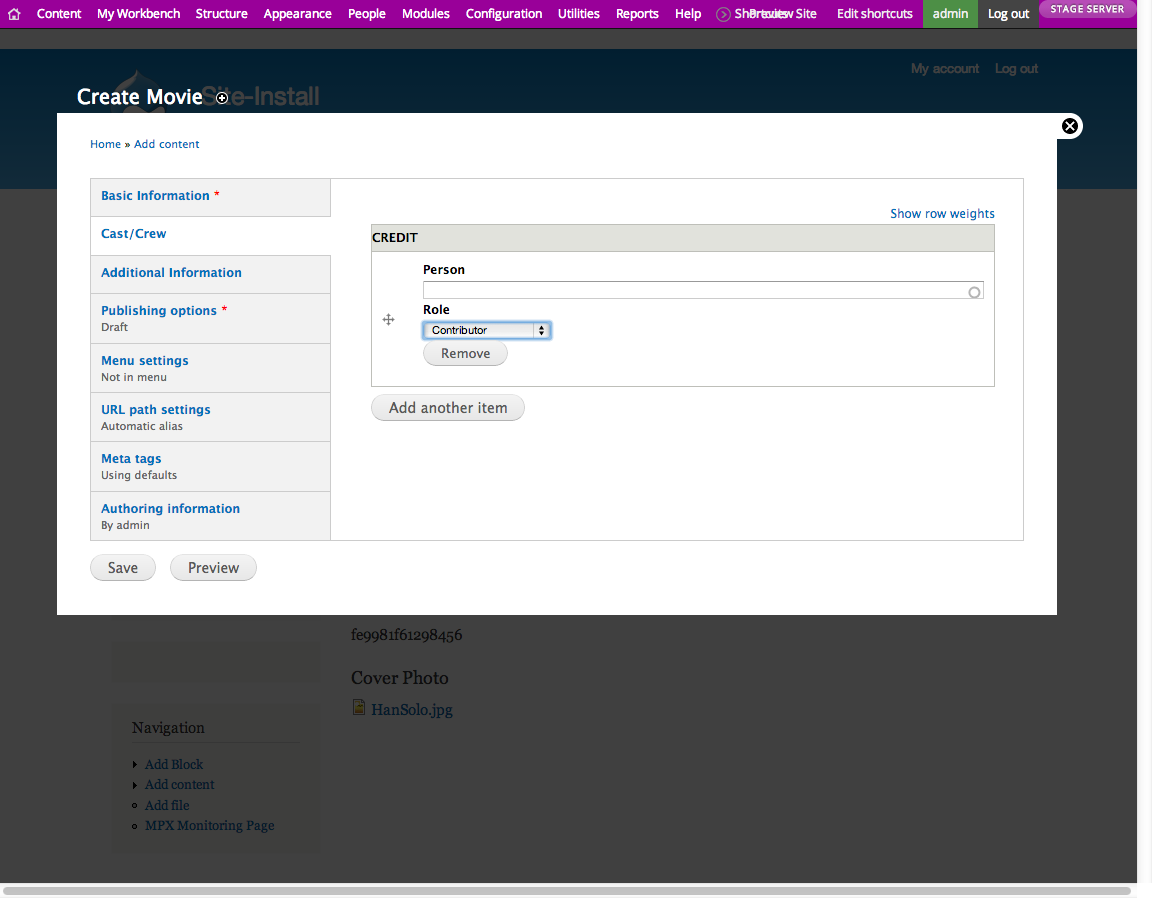 Content My Workbench Structure Appearance People Modules Configuration Utilities Reports Help Shortcuts Preview Site Edit shortcuts admin Log out STAGE SERVER
My account Log out
Create Movie Site-Install
Home » Add content
Basic Information *
Cast/Crew
Additional Information
Publishing options *
Draft
Menu settings
Not in menu
URL path settings
Automatic alias
Meta tags
Using defaults
Authoring information
By admin
Show row weights
CREDIT
Person
Role
Contributor
Remove
Add another item
Save Preview
fe9981f61298456
Cover Photo
HanSolo.jpg
Navigation
Add Block
Add content
Add file
MPX Monitoring Page